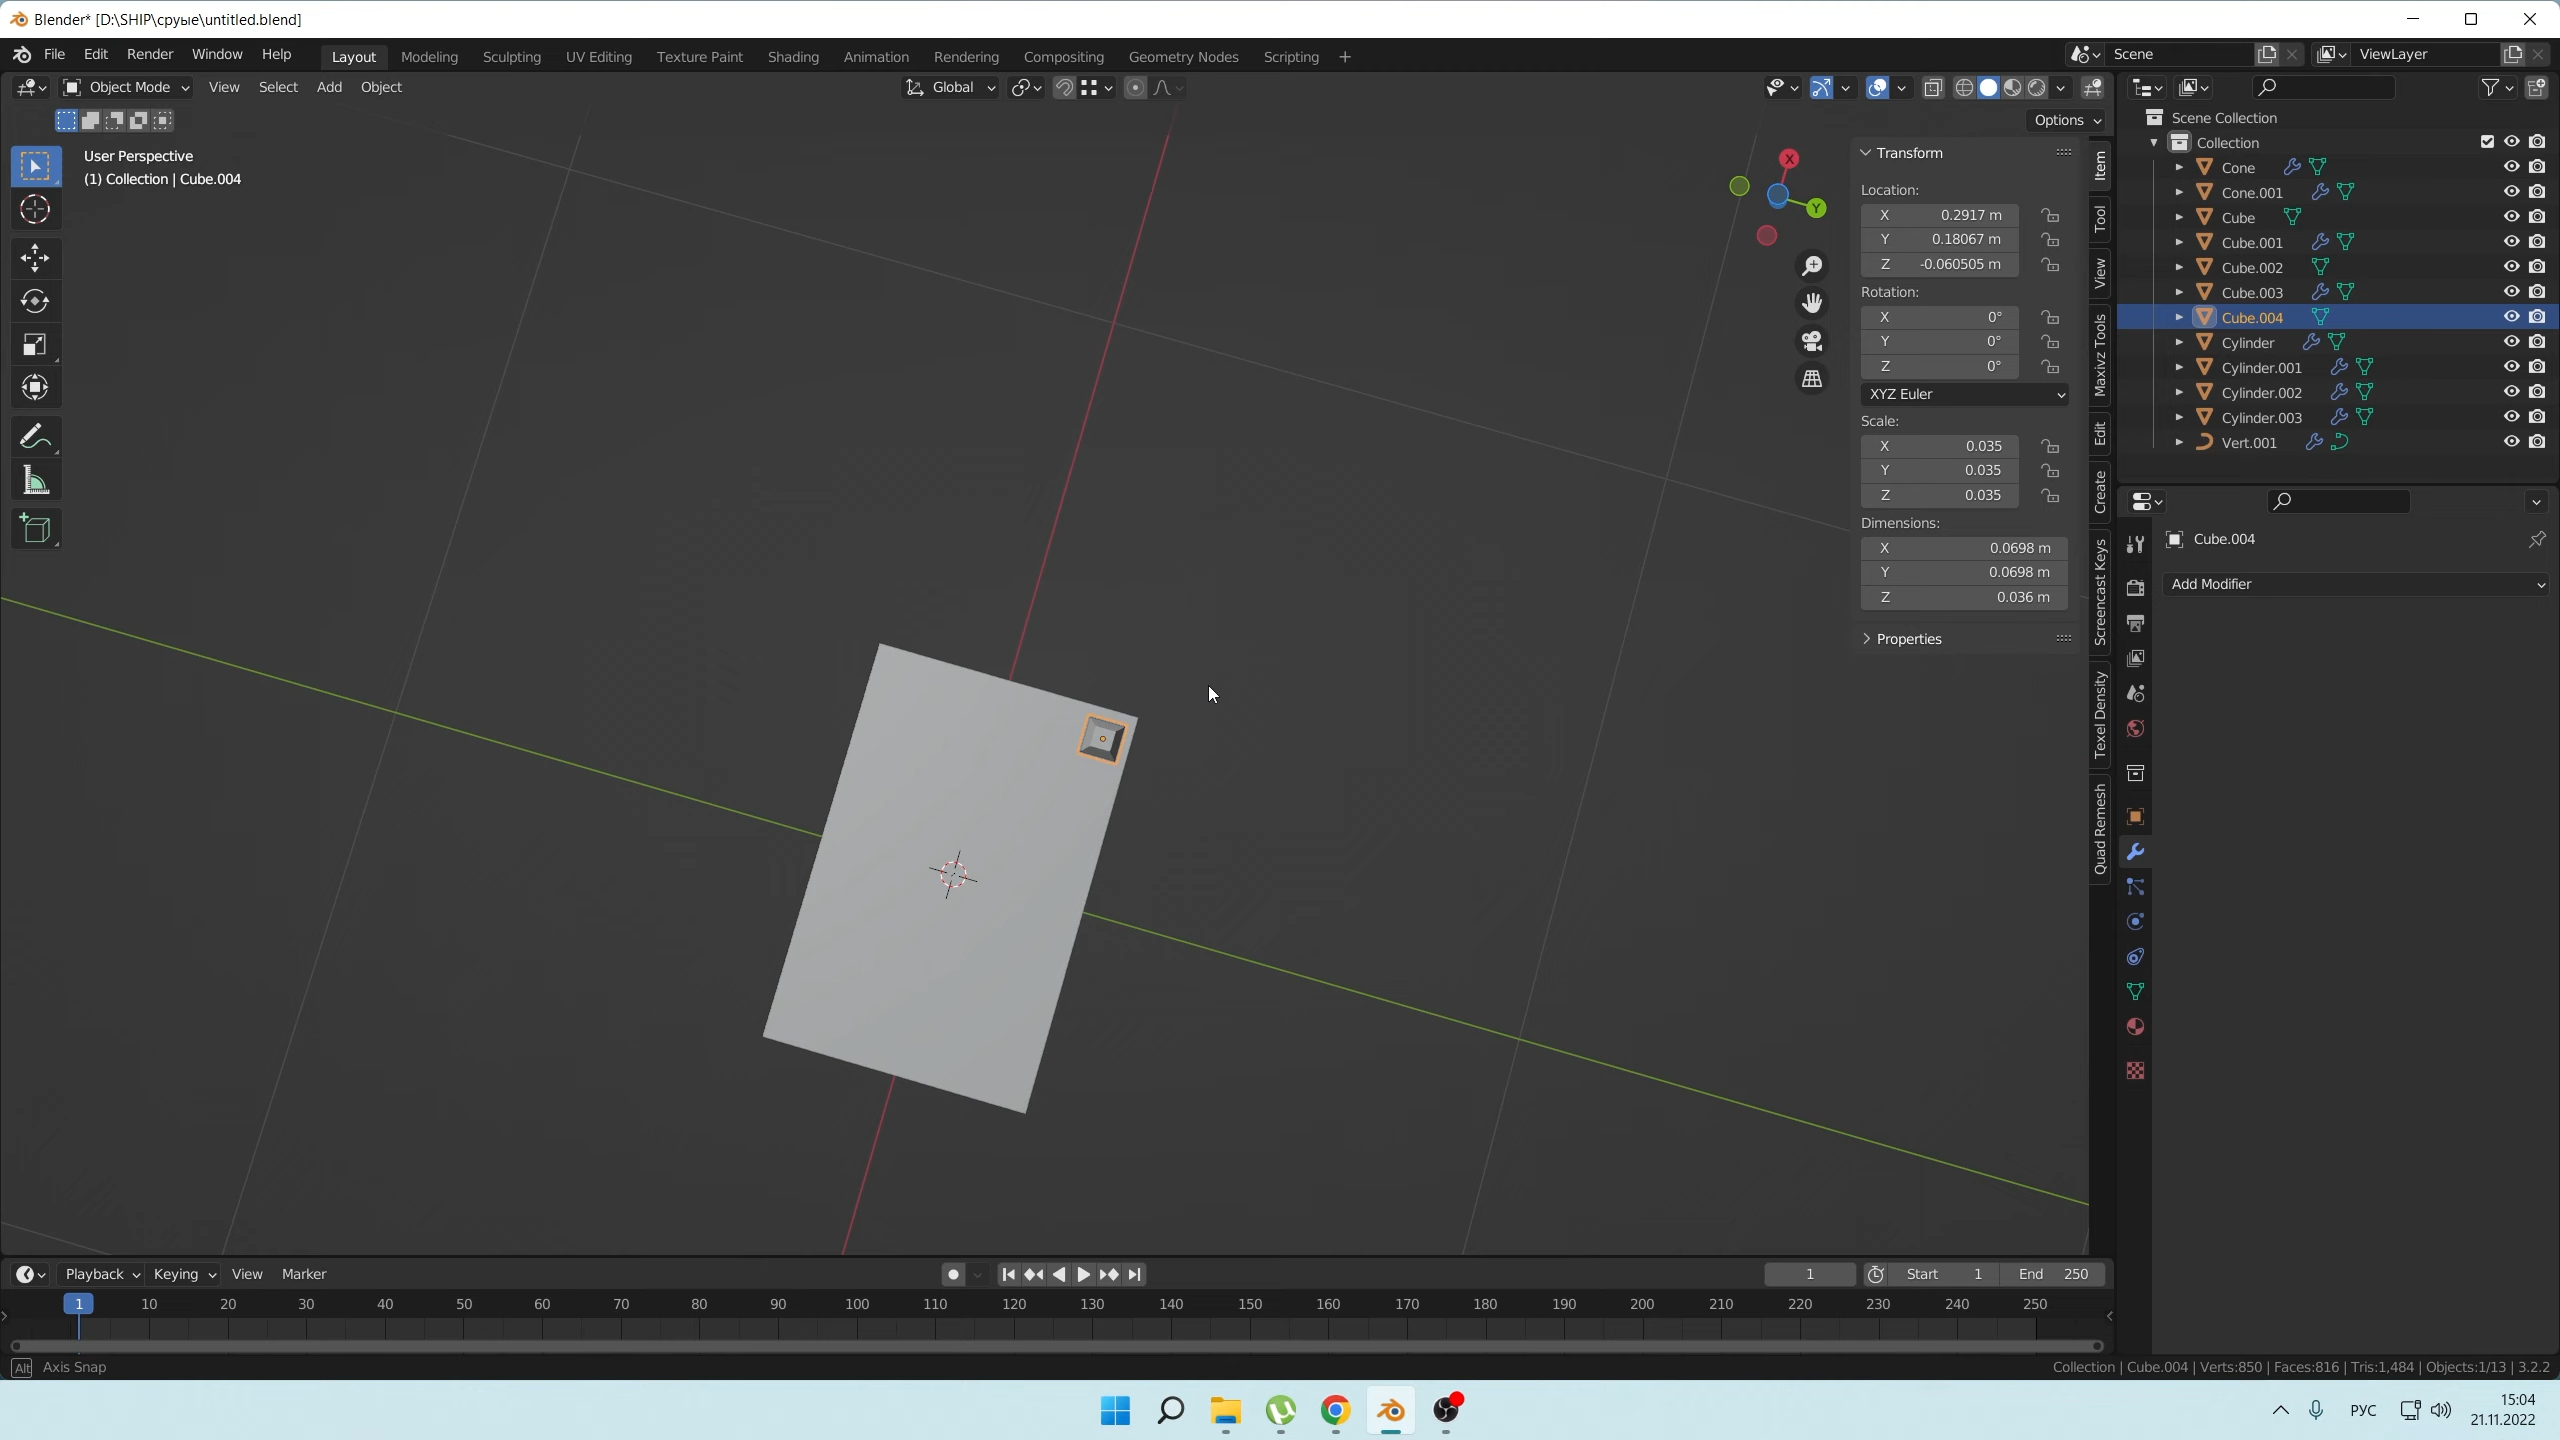 Blender* [D:\SHIP\сруые\untitled.blend]
File Edit Render Window Help Layout Modeling Sculpting UV Editing Texture Paint Shading Animation Rendering Compositing Geometry Nodes Scripting + Scene ViewLayer
Object Mode View Select Add Object Global
Options
User Perspective
(1) Collection | Cube.004
X
Y
Transform
Location:
X 0.2917 m
Y 0.18067 m
Z -0.060505 m
Rotation:
X 0°
Y 0°
Z 0°
XYZ Euler
Scale:
X 0.035
Y 0.035
Z 0.035
Dimensions:
X 0.0698 m
Y 0.0698 m
Z 0.036 m
Properties
Item
Tool
View
Maxivz Tools
Edit
Create
Screencast Keys
Texel Density
Quad Remesh
Scene Collection
Collection
Cone
Cone.001
Cube
Cube.001
Cube.002
Cube.003
Cube.004
Cylinder
Cylinder.001
Cylinder.002
Cylinder.003
Vert.001
Cube.004
Add Modifier
Playback Keying View Marker 1 Start 1 End 250
1 10 20 30 40 50 60 70 80 90 100 110 120 130 140 150 160 170 180 190 200 210 220 230 240 250
Alt Axis Snap
Collection | Cube.004 | Verts:850 | Faces:816 | Tris:1,484 | Objects:1/13 | 3.2.2
РУС
15:04
21.11.2022